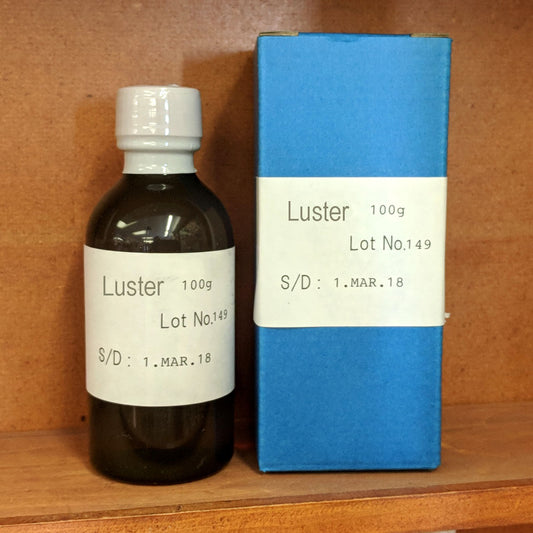 Luster 100g
Lot No.149
S/D : 1.MAR.18
Luster 100g
Lot No.149
S/D : 1.MAR.18